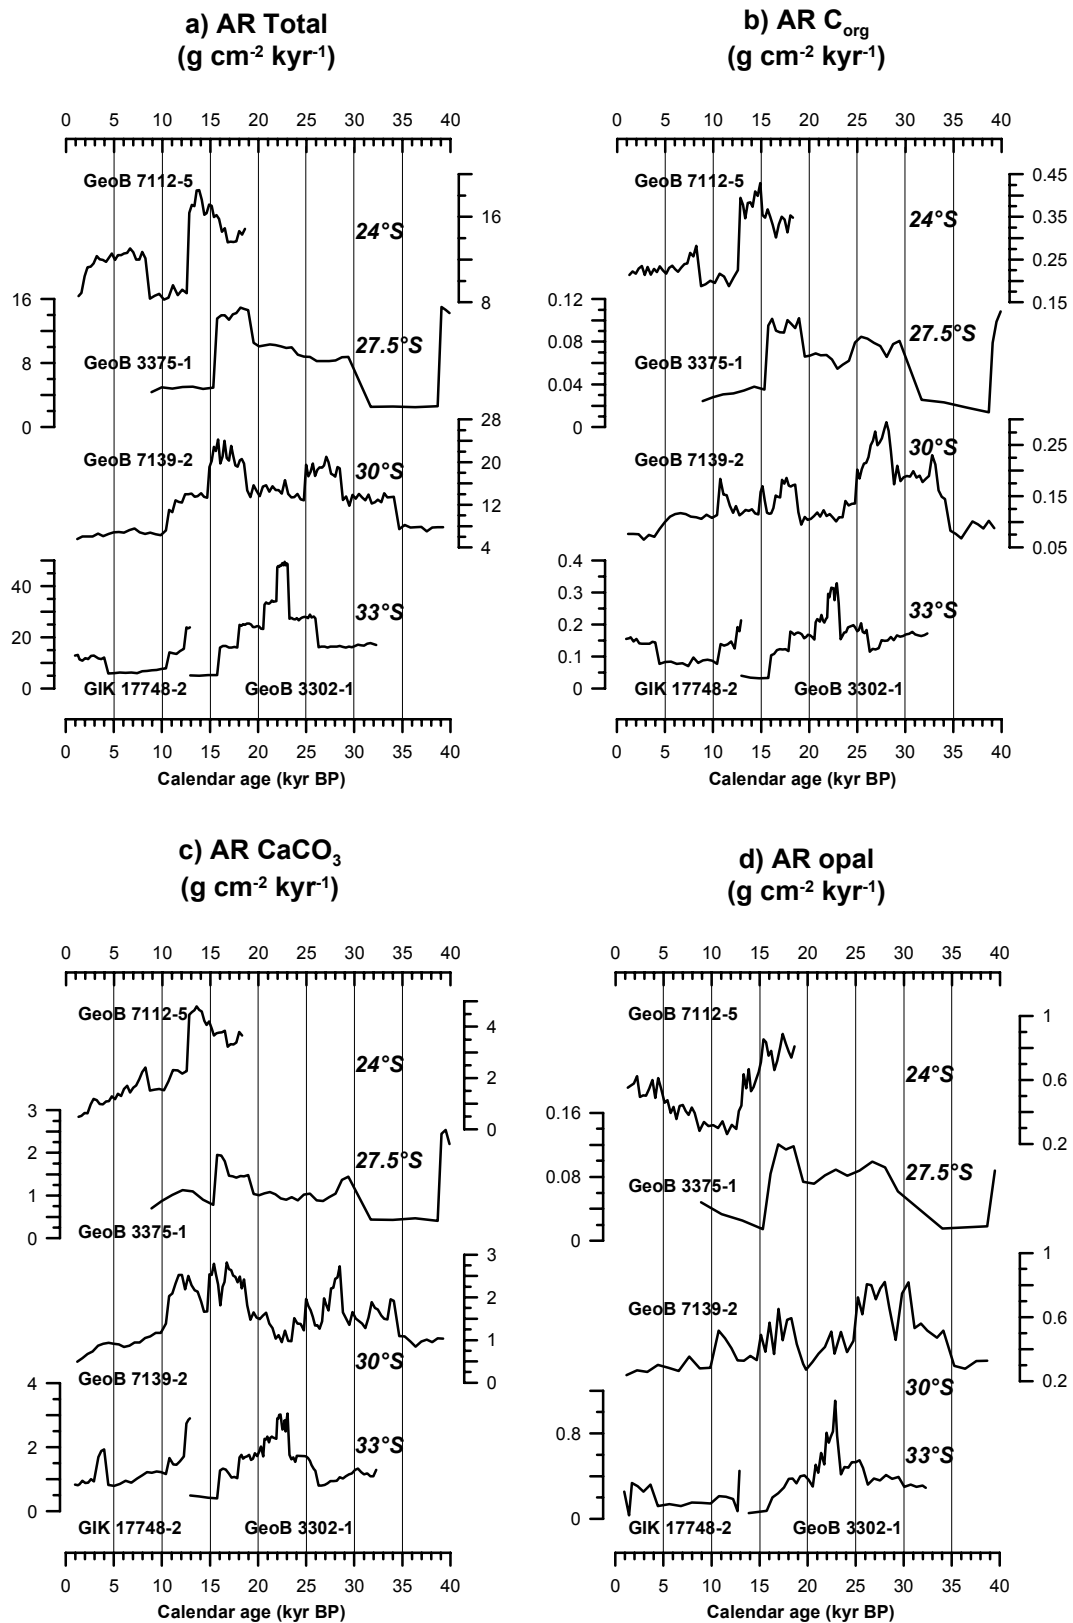 a) AR Total
(g cm-2 kyr-1)
0 5 10 15 20 25 30 35 40
GeoB 7112-5
24°S
16
8
16
8
0
GeoB 3375-1
27.5°S
28
20
12
4
GeoB 7139-2
30°S
40
20
0
33°S
GIK 17748-2
GeoB 3302-1
0 5 10 15 20 25 30 35 40
Calendar age (kyr BP)
b) AR Corg
(g cm-2 kyr-1)
0 5 10 15 20 25 30 35 40
GeoB 7112-5
24°S
0.45
0.35
0.25
0.15
0.12
0.08
0.04
0
GeoB 3375-1
27.5°S
0.25
0.15
0.05
GeoB 7139-2
30°S
0.4
0.3
0.2
0.1
0
33°S
GIK 17748-2
GeoB 3302-1
0 5 10 15 20 25 30 35 40
Calendar age (kyr BP)
c) AR CaCO3
(g cm-2 kyr-1)
0 5 10 15 20 25 30 35 40
GeoB 7112-5
24°S
4
2
0
3
2
1
0
27.5°S
GeoB 3375-1
3
2
1
0
30°S
GeoB 7139-2
4
2
0
33°S
GIK 17748-2
GeoB 3302-1
0 5 10 15 20 25 30 35 40
Calendar age (kyr BP)
d) AR opal
(g cm-2 kyr-1)
0 5 10 15 20 25 30 35 40
GeoB 7112-5
24°S
1
0.6
0.2
0.16
0.08
0
27.5°S
GeoB 3375-1
1
0.6
0.2
GeoB 7139-2
30°S
0.8
0
33°S
GIK 17748-2
GeoB 3302-1
0 5 10 15 20 25 30 35 40
Calendar age (kyr BP)